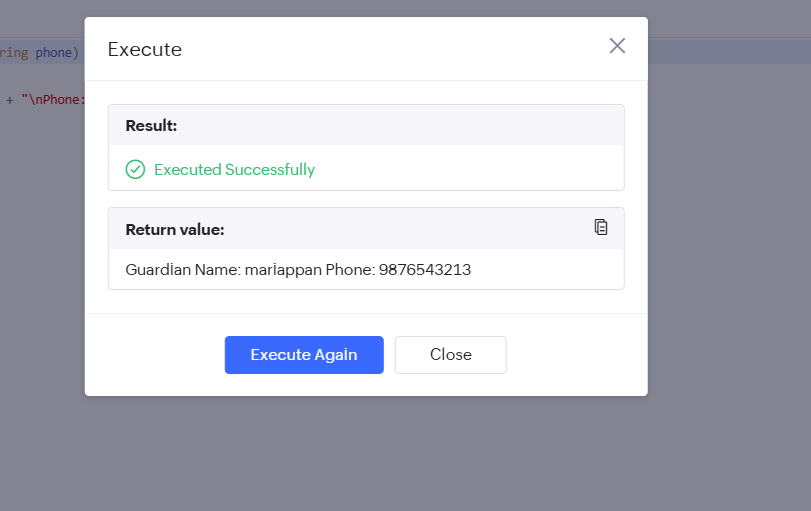 Execute
ring phone)
+ "\nPhone:
Result:
Executed Successfully
Return value:
Guardian Name: mariappan Phone: 9876543213
Execute Again
Close